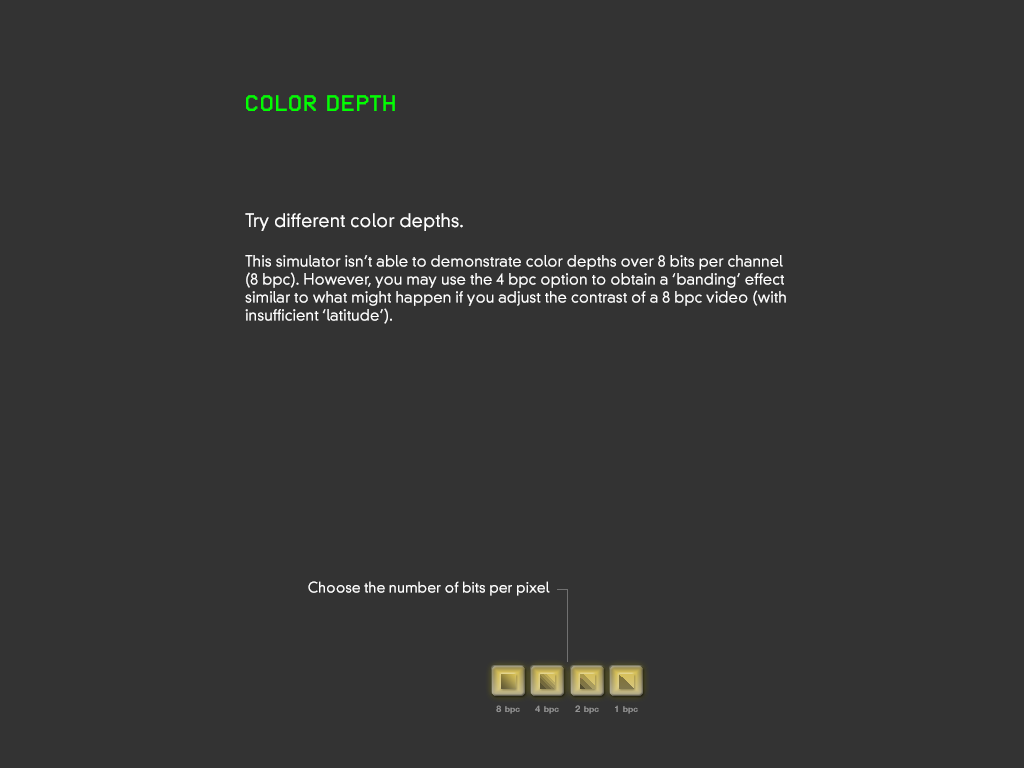 COLOR DEPTH
Try different color depths.
This simulator isn’t able to demonstrate color depths over 8 bits per channel
(8 bpc). However, you may use the 4 bpc option to obtain a ‘banding’ effect
similar to what might happen if you adjust the contrast of a 8 bpc video (with
insufficient ‘latitude’).
Choose the number of bits per pixel
8 bpc 4 bpc 2 bpc 1 bpc